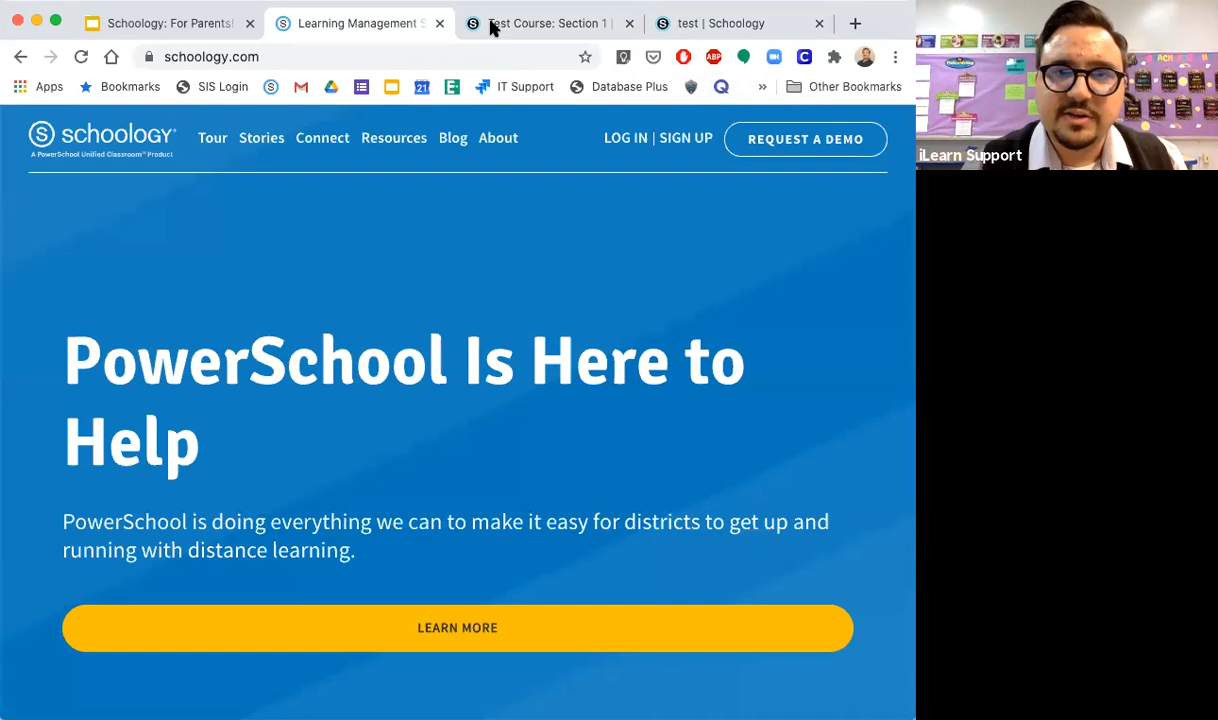 Schoology: For Parents!
Learning Management S
Test Course: Section 1 |
test | Schoology
schoology.com
Apps
Bookmarks
SIS Login
IT Support
Database Plus
Other Bookmarks
schoology
A PowerSchool Unified Classroom® Product
Tour
Stories
Connect
Resources
Blog
About
LOG IN | SIGN UP
REQUEST A DEMO
iLearn Support
PowerSchool Is Here to
Help
PowerSchool is doing everything we can to make it easy for districts to get up and
running with distance learning.
LEARN MORE